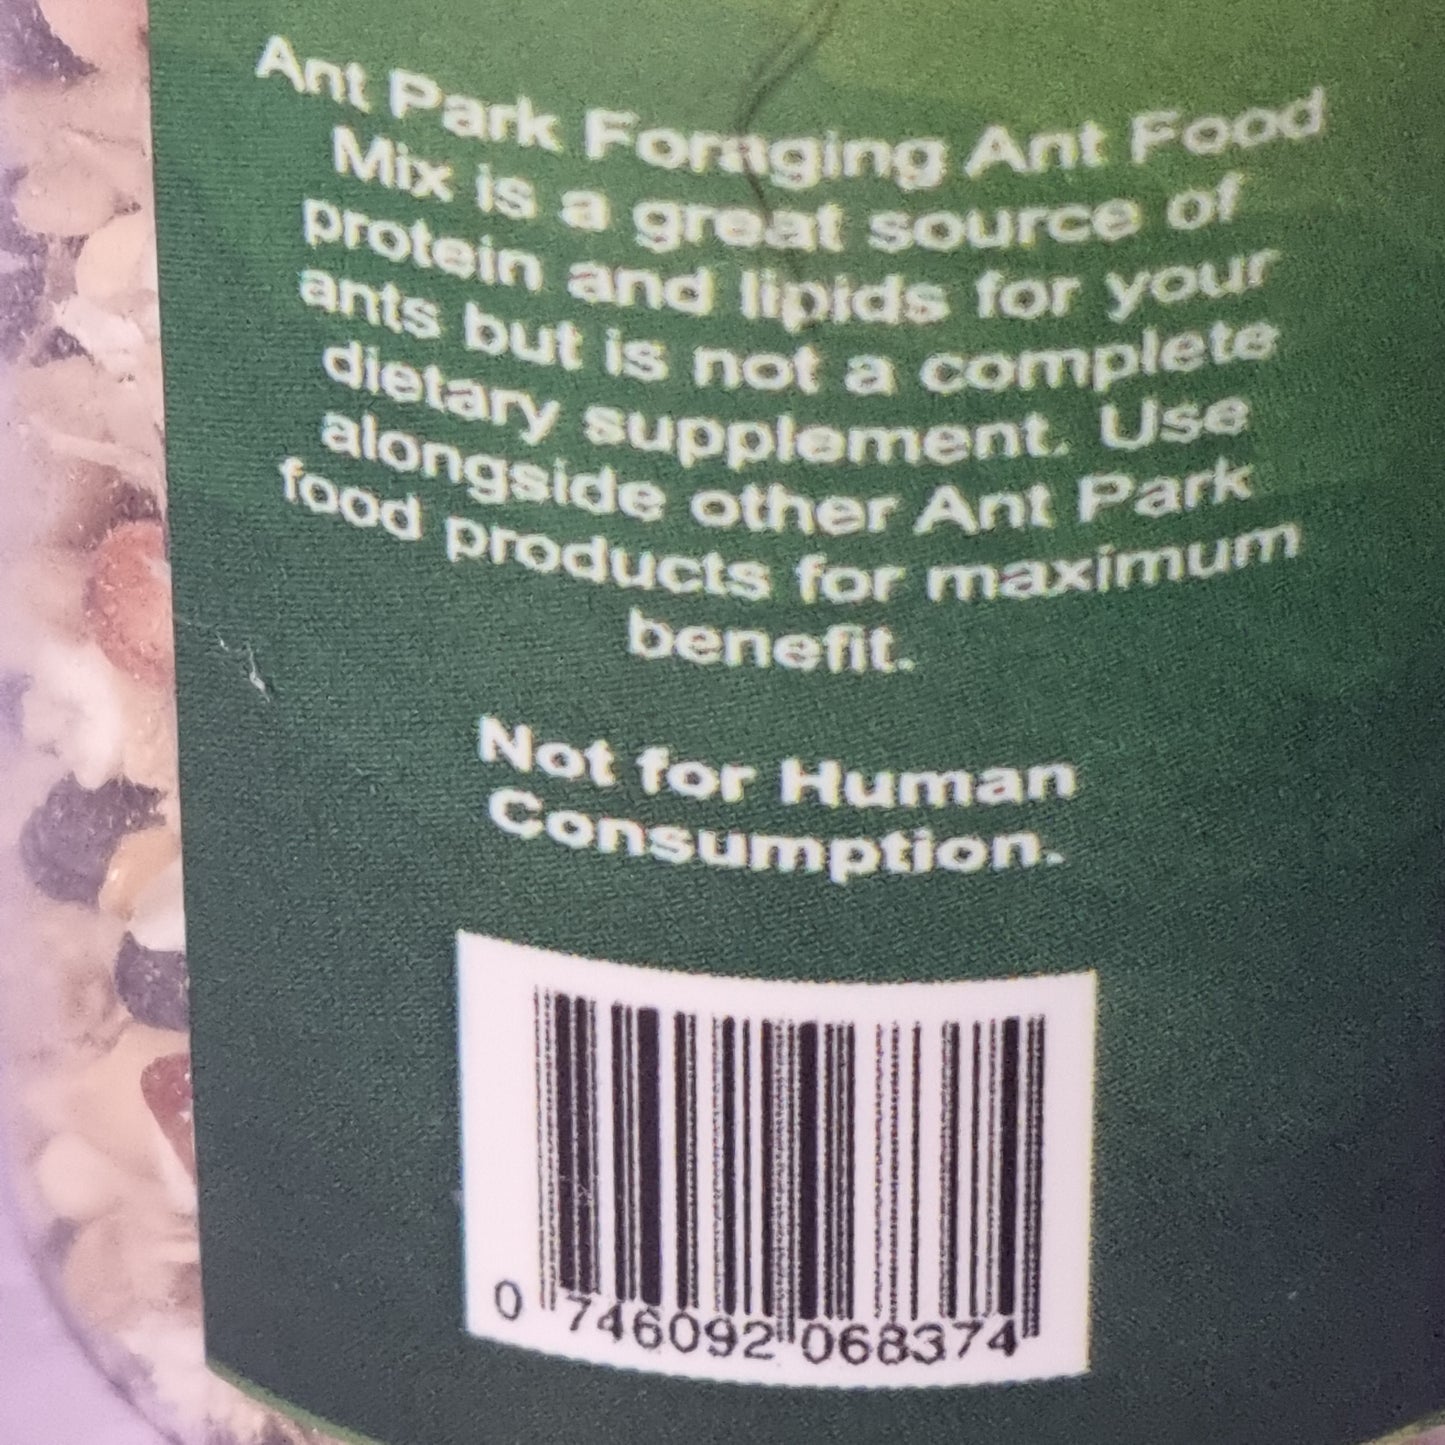 Ant Park Foraging Ant Food
Mix is a great source of
protein and lipids for your
ants but is not a complete
dietary supplement. Use
alongside other Ant Park
food products for maximum
benefit.
Not for Human
Consumption.
0 746092 068374